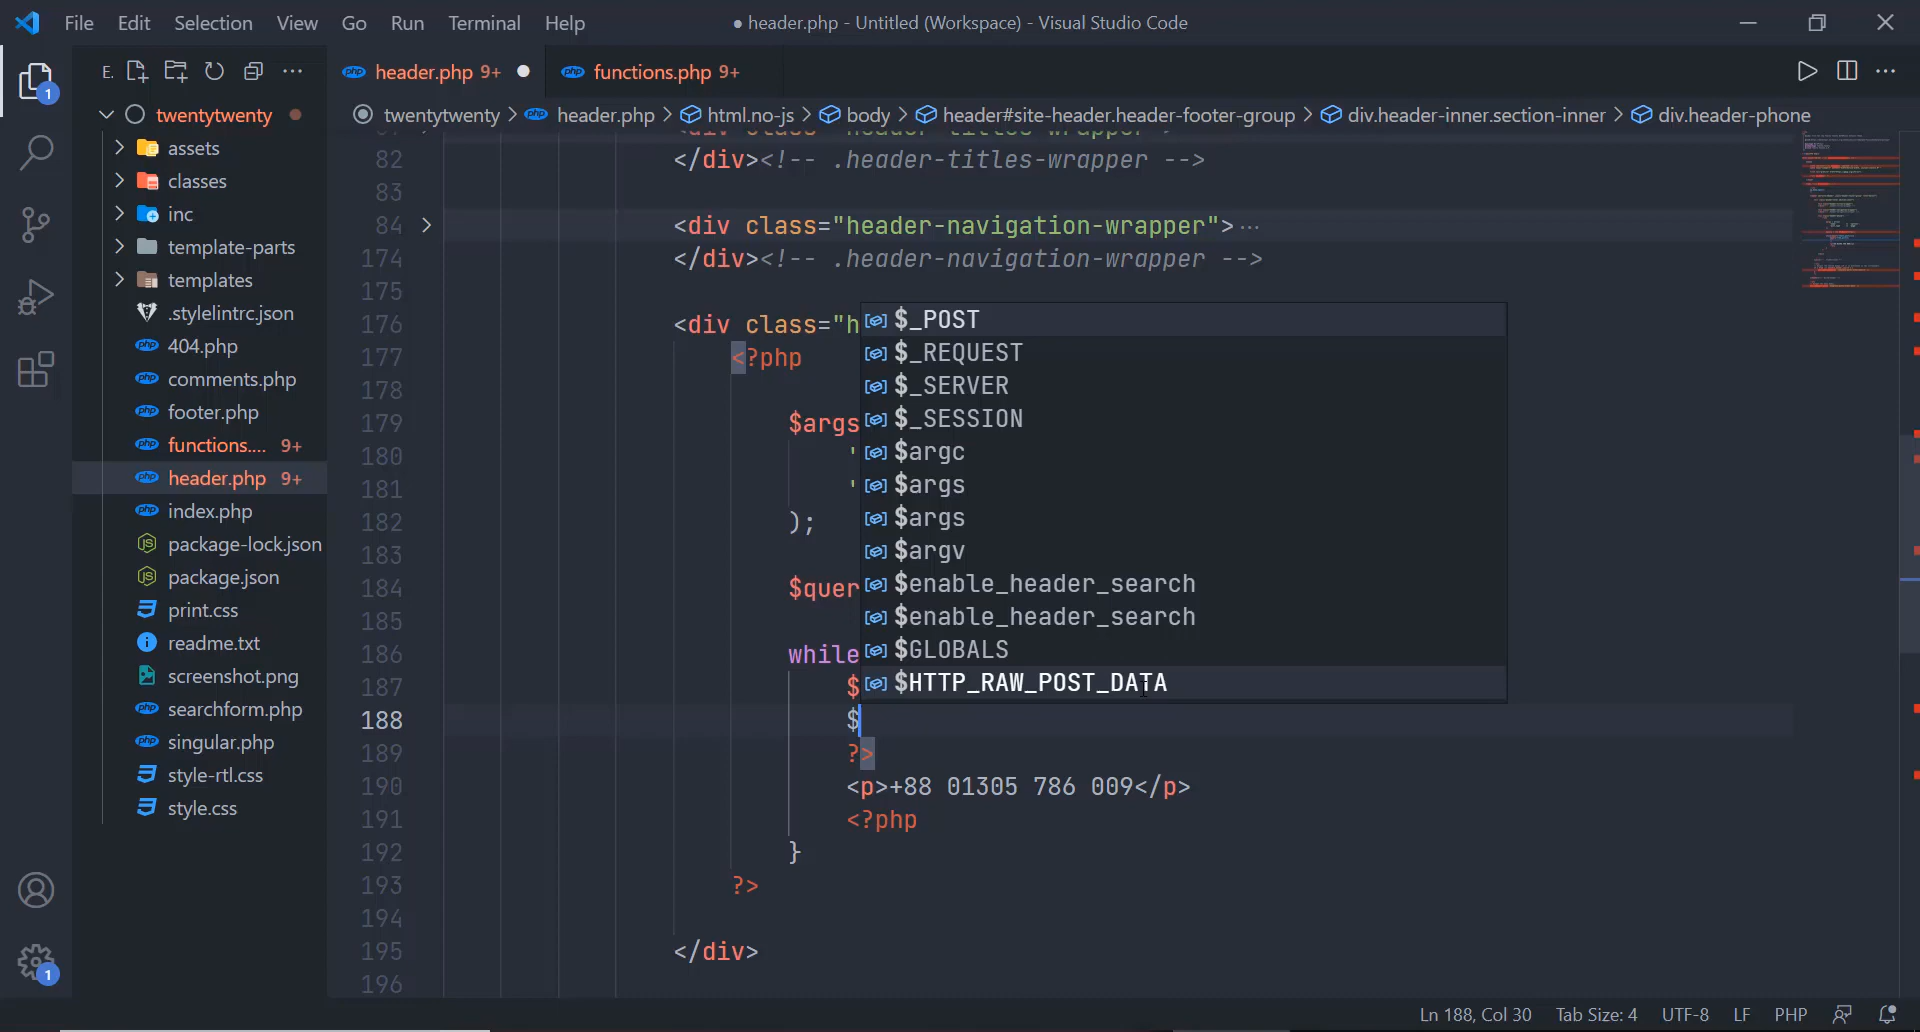 File Edit Selection View Go Run Terminal Help
● header.php - Untitled (Workspace) - Visual Studio Code
1
E.
header.php 9+
functions.php 9+
twentytwenty > header.php > html.no-js > body > header#site-header.header-footer-group > div.header-inner.section-inner > div.header-phone
twentytwenty
assets
classes
inc
template-parts
templates
.stylelintrc.json
404.php
comments.php
footer.php
functions.... 9+
header.php 9+
index.php
package-lock.json
package.json
print.css
readme.txt
screenshot.png
searchform.php
singular.php
style-rtl.css
style.css
1
<div class="header-titles-wrapper">
82 </div><!-- .header-titles-wrapper -->
83
84 <div class="header-navigation-wrapper">...
174 </div><!-- .header-navigation-wrapper -->
175
176 <div class="h
177 <?php
178
179 $args
180 '
181 '
182 );
183
184 $quer
185
186 while
187 $
188 $
189 ?>
190 <p>+88 01305 786 009</p>
191 <?php
192 }
193 ?>
194
195 </div>
196
$_POST
$_REQUEST
$_SERVER
$_SESSION
$argc
$args
$args
$argv
$enable_header_search
$enable_header_search
$GLOBALS
$HTTP_RAW_POST_DATA
Ln 188, Col 30 Tab Size: 4 UTF-8 LF PHP